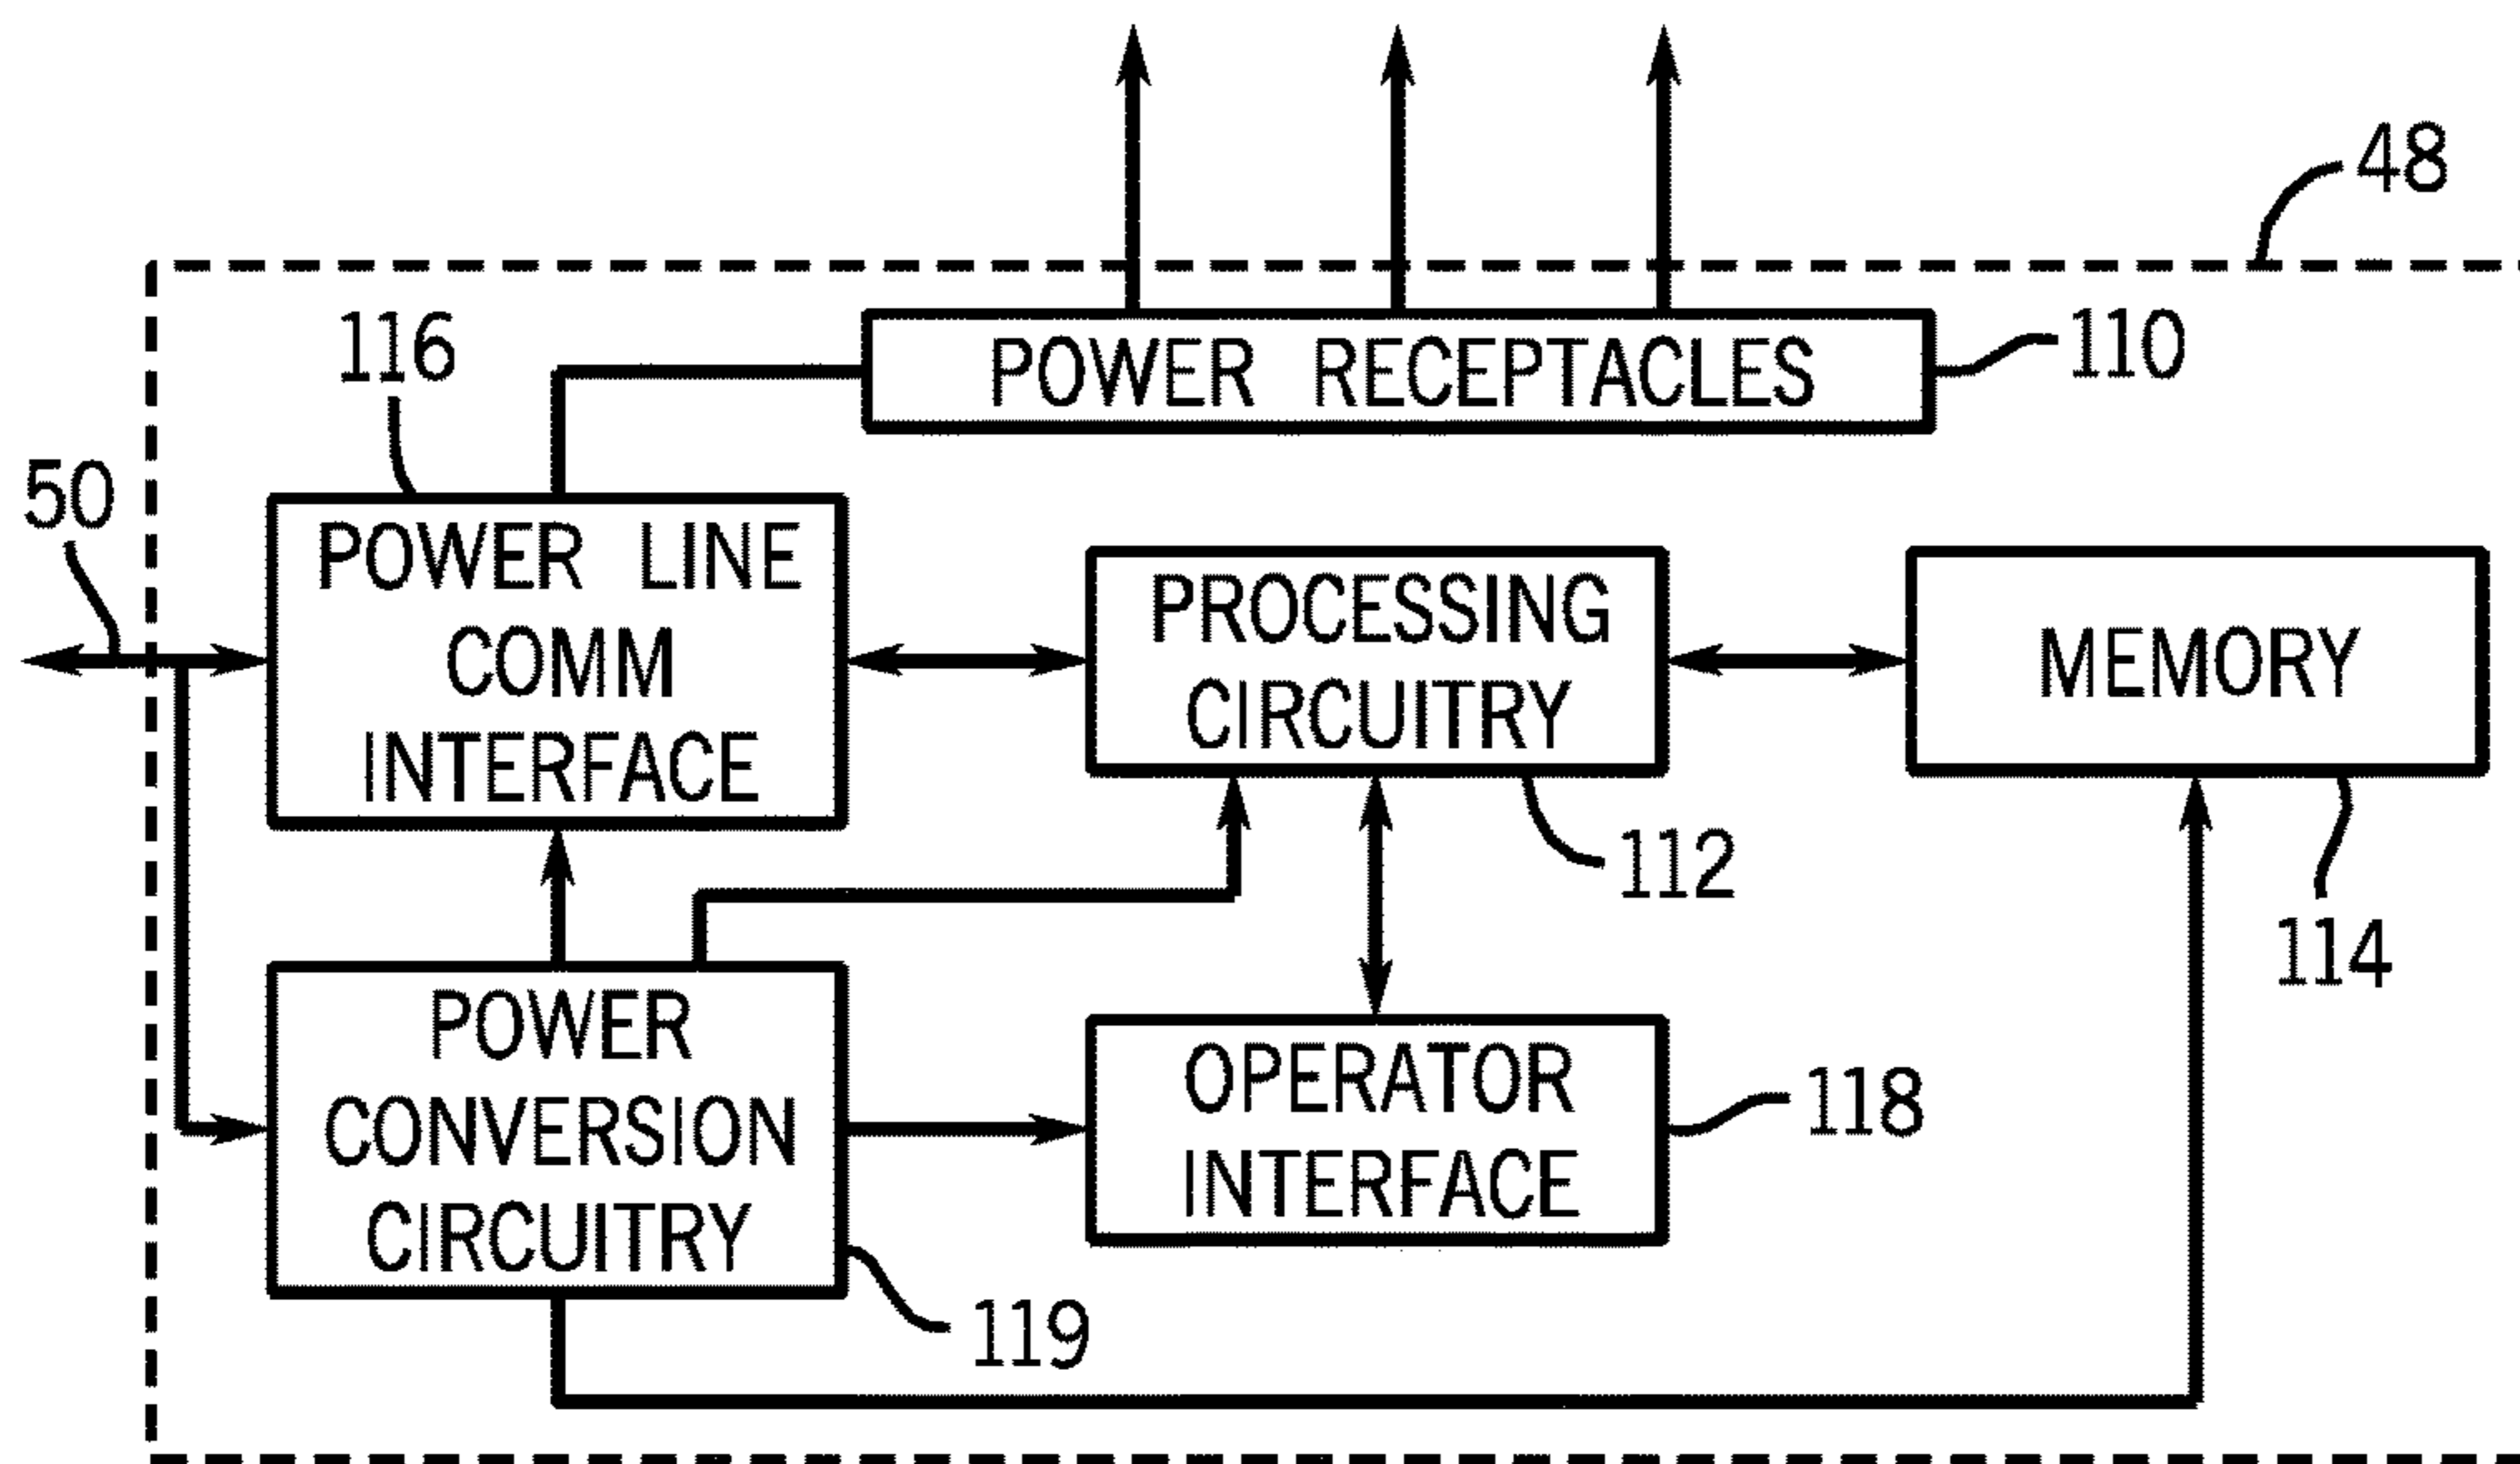 48
116
POWER RECEPTACLES
110
50
POWER LINE
COMM
INTERFACE
PROCESSING
CIRCUITRY
MEMORY
112
114
POWER
CONVERSION
CIRCUITRY
OPERATOR
INTERFACE
118
119